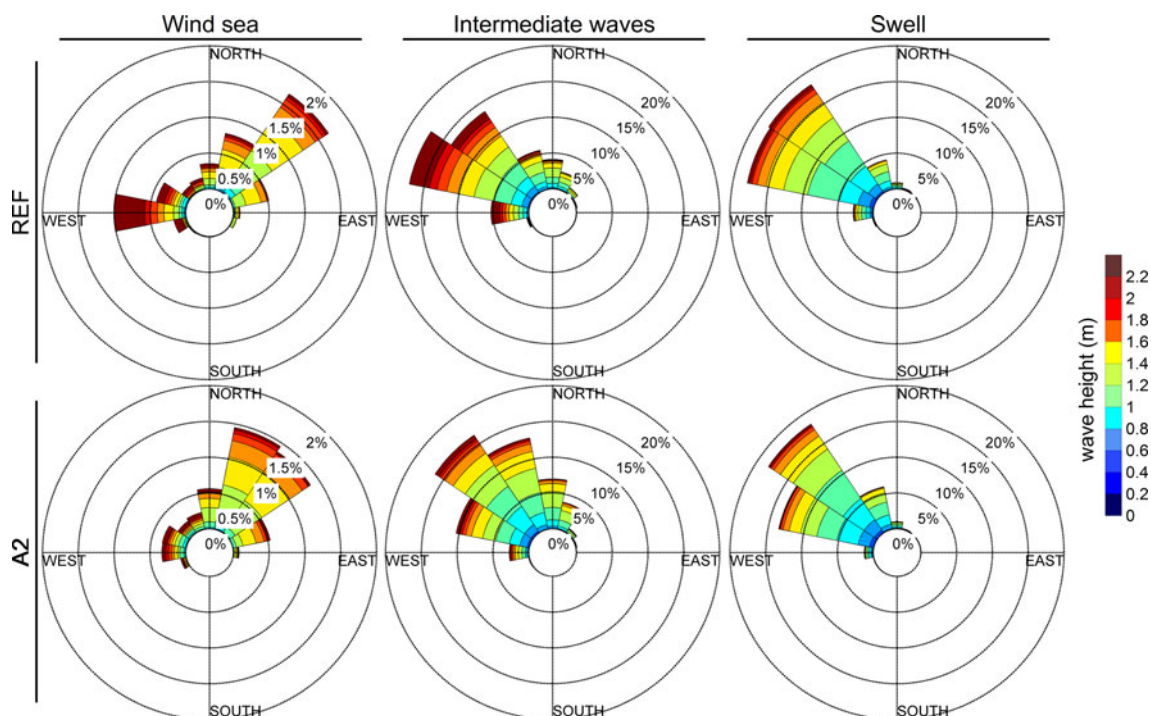 Wind sea
Intermediate waves
Swell
REF
NORTH
2%
1.5%
1%
0.5%
0%
WEST
EAST
SOUTH
NORTH
20%
15%
10%
5%
0%
WEST
EAST
SOUTH
NORTH
20%
15%
10%
5%
0%
WEST
EAST
SOUTH
A2
NORTH
2%
1.5%
1%
0.5%
0%
WEST
EAST
SOUTH
NORTH
20%
15%
10%
5%
0%
WEST
EAST
SOUTH
NORTH
20%
15%
10%
5%
0%
WEST
EAST
SOUTH
wave height (m)
2.2
2
1.8
1.6
1.4
1.2
1
0.8
0.6
0.4
0.2
0